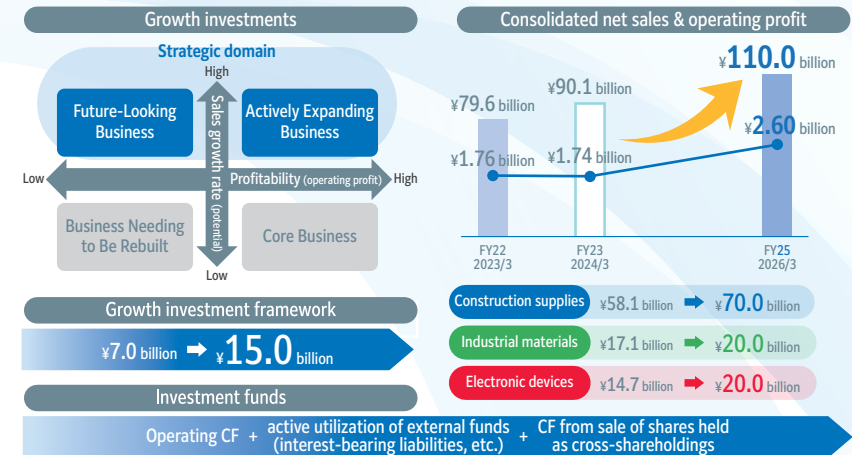 Growth investments
Strategic domain
High
Future-Looking
Business
Actively Expanding
Business
Sales growth rate (potential)
Low
Profitability (operating profit)
High
Business Needing
to Be Rebuilt
Core Business
Low
Growth investment framework
¥7.0 billion
¥15.0 billion
Investment funds
Operating CF + active utilization of external funds
(interest-bearing liabilities, etc.) + CF from sale of shares held
as cross-shareholdings
Consolidated net sales & operating profit
¥110.0 billion
¥90.1 billion
¥79.6 billion
¥2.60 billion
¥1.76 billion
¥1.74 billion
FY22
2023/3
FY23
2024/3
FY25
2026/3
Construction supplies ¥58.1 billion ¥70.0 billion
Industrial materials ¥17.1 billion ¥20.0 billion
Electronic devices ¥14.7 billion ¥20.0 billion